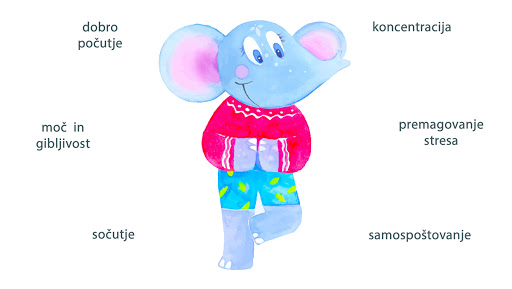 dobro
počutje
koncentracija
moč in
gibljivost
premagovanje
stresa
sočutje
samospoštovanje